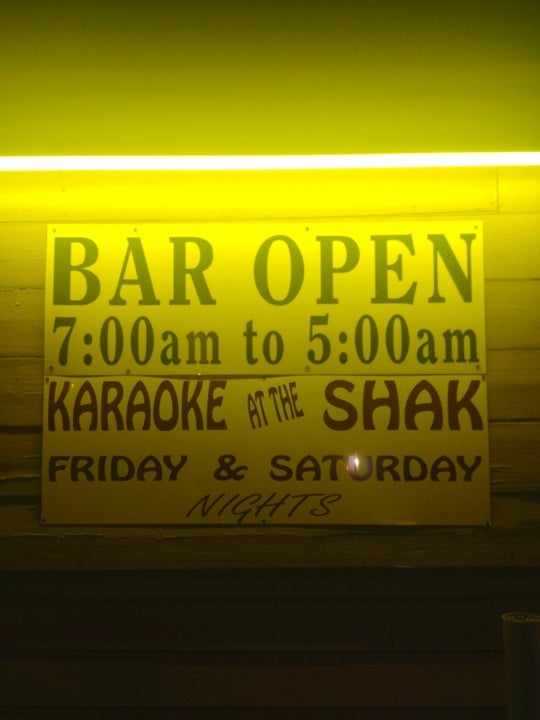 BAR OPEN
7:00am to 5:00am
KARAOKE AT THE SHAK
FRIDAY & SATURDAY
NIGHTS